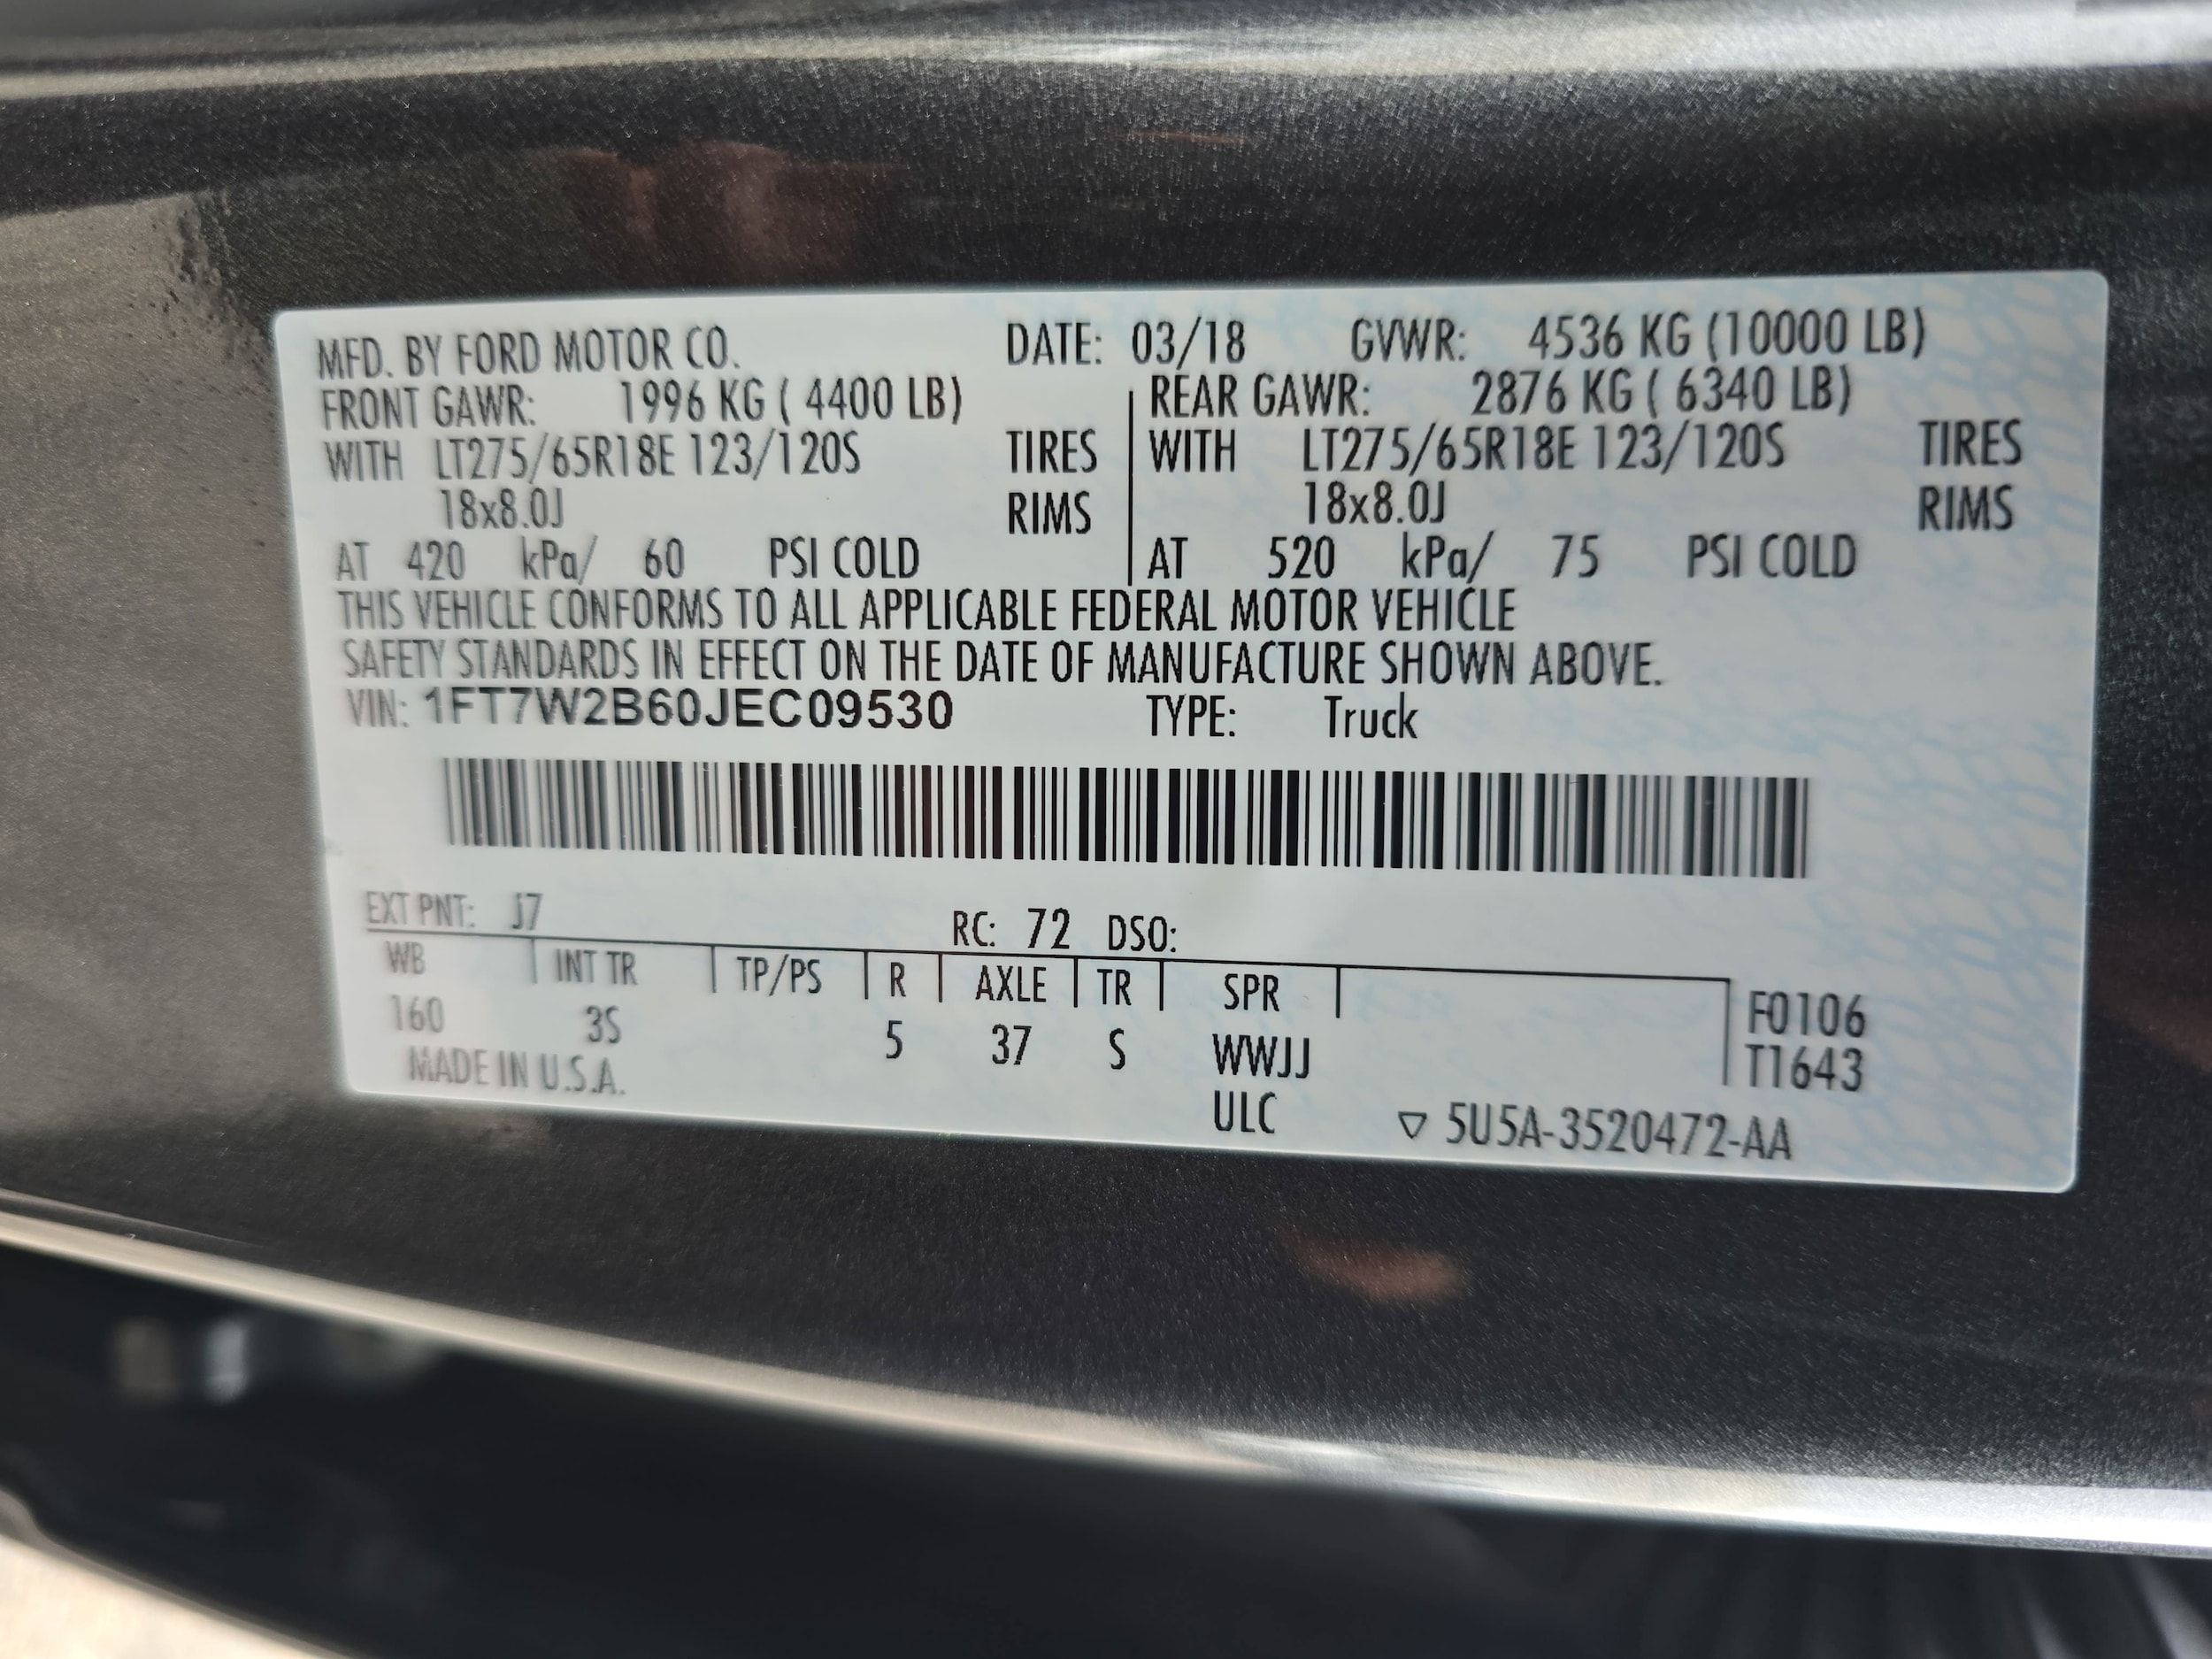 MFD. BY FORD MOTOR CO. DATE: 03/18 GVWR: 4536 KG (10000 LB)
FRONT GAWR: 1996 KG ( 4400 LB) REAR GAWR: 2876 KG ( 6340 LB)
WITH LT275/65R18E 123/120S TIRES WITH LT275/65R18E 123/120S TIRES
18x8.0J RIMS 18x8.0J RIMS
AT 420 kPa/ 60 PSI COLD AT 520 kPa/ 75 PSI COLD
THIS VEHICLE CONFORMS TO ALL APPLICABLE FEDERAL MOTOR VEHICLE
SAFETY STANDARDS IN EFFECT ON THE DATE OF MANUFACTURE SHOWN ABOVE.
VIN: 1FT7W2B60JEC09530 TYPE: Truck
EXT PNT: J7 RC: 72 DSO:
WB INT TR TP/PS R AXLE TR SPR F0106
160 3S 5 37 S WWJJ T1643
MADE IN U.S.A. ULC ▽ 5U5A-3520472-AA